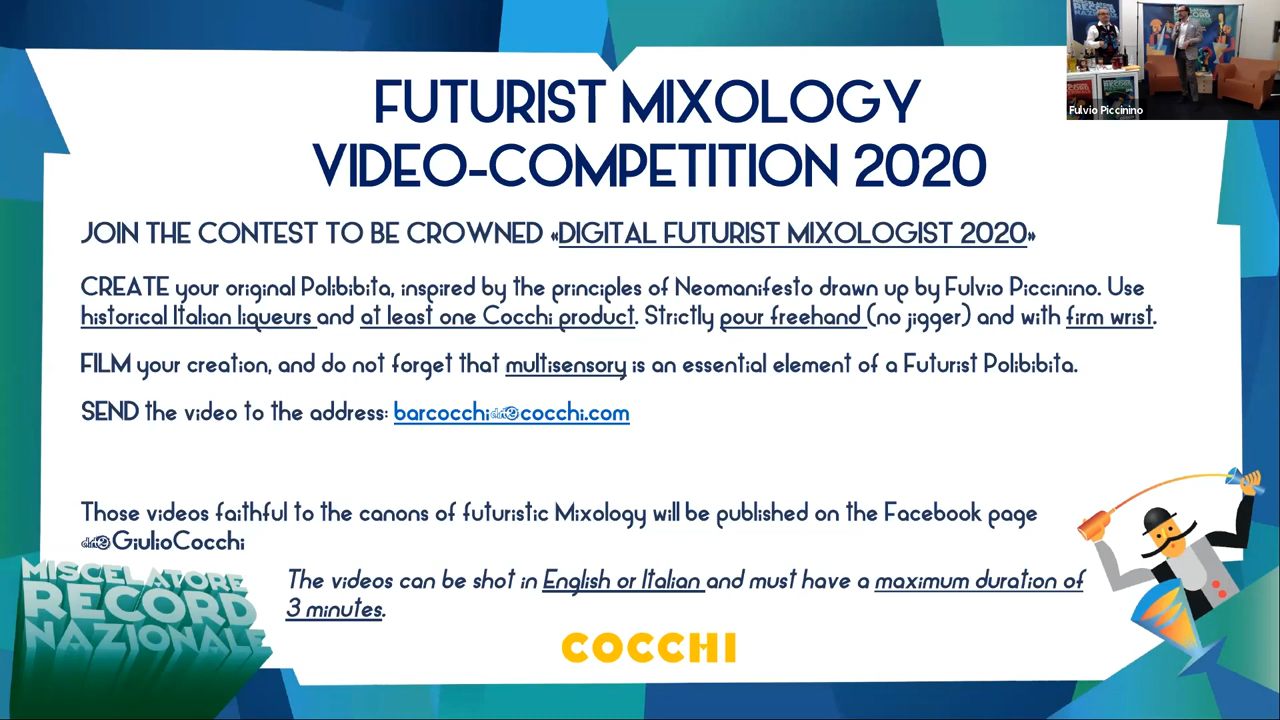 FUTURIST MIXOLOGY
VIDEO-COMPETITION 2020
JOIN THE CONTEST TO BE CROWNED «DIGITAL FUTURIST MIXOLOGIST 2020»
CREATE your original Polibibita, inspired by the principles of Neomanifesto drawn up by Fulvio Piccinino. Use
historical Italian liqueurs and at least one Cocchi product. Strictly pour freehand (no jigger) and with firm wrist.
FILM your creation, and do not forget that multisensory is an essential element of a Futurist Polibibita.
SEND the video to the address: barcocchi@cocchi.com
Those videos faithful to the canons of futuristic Mixology will be published on the Facebook page
@GiulioCocchi
The videos can be shot in English or Italian and must have a maximum duration of
3 minutes.
COCCHI
MISCELATORE
RECORD
NAZIONALE
Fulvio Piccinino
RECORD
NAZIONALE